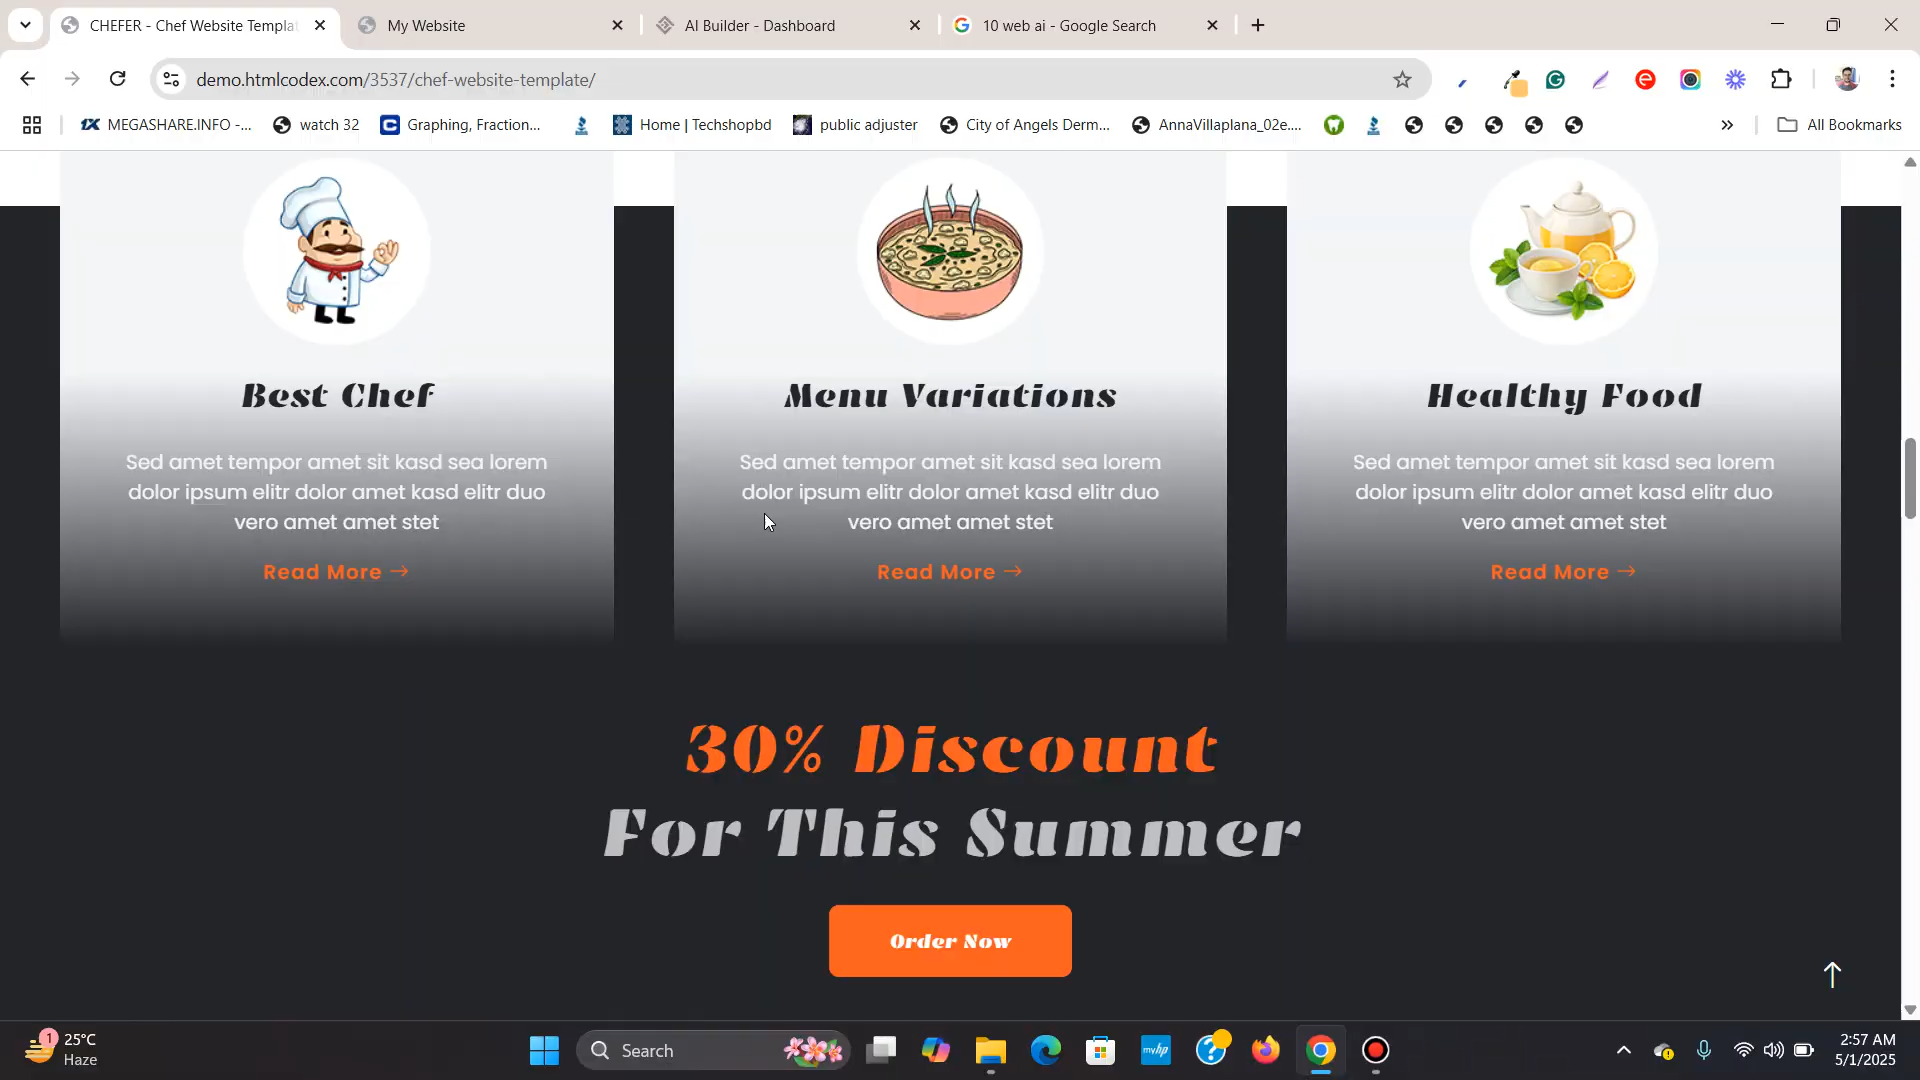 CHEFER - Chef Website Templa
My Website
AI Builder - Dashboard
10 web ai - Google Search
demo.htmlcodex.com/3537/chef-website-template/
MEGASHARE.INFO -...
watch 32
Graphing, Fraction...
Home | Techshopbd
public adjuster
City of Angels Derm...
AnnaVillaplana_02e....
All Bookmarks
Best Chef
Sed amet tempor amet sit kasd sea lorem
dolor ipsum elitr dolor amet kasd elitr duo
vero amet amet stet
Read More
Menu Variations
Sed amet tempor amet sit kasd sea lorem
dolor ipsum elitr dolor amet kasd elitr duo
vero amet amet stet
Read More
Healthy Food
Sed amet tempor amet sit kasd sea lorem
dolor ipsum elitr dolor amet kasd elitr duo
vero amet amet stet
Read More
30% Discount
For This Summer
Order Now
1
25°C
Haze
Search
myhp
2:57 AM
5/1/2025